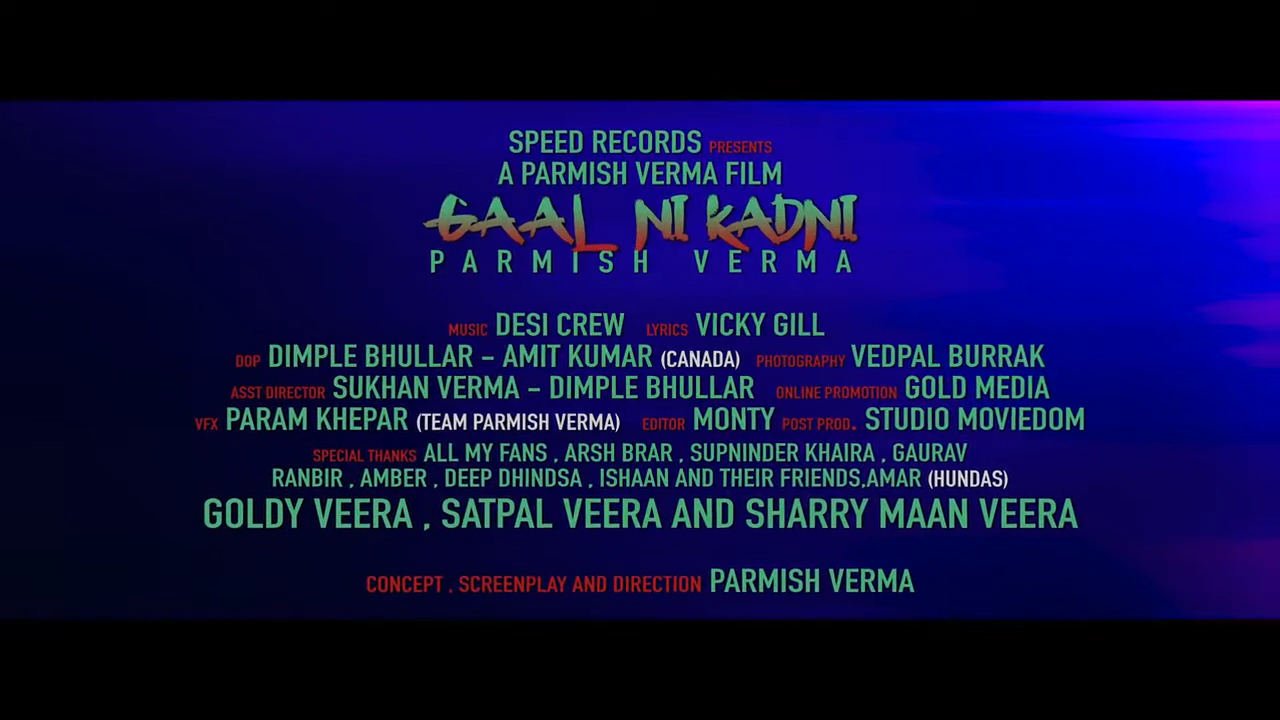 SPEED RECORDS PRESENTS
A PARMISH VERMA FILM
GAAL NI KADNI
PARMISH VERMA
MUSIC DESI CREW LYRICS VICKY GILL
DOP DIMPLE BHULLAR – AMIT KUMAR (CANADA) PHOTOGRAPHY VEDPAL BURRAK
ASST DIRECTOR SUKHAN VERMA – DIMPLE BHULLAR ONLINE PROMOTION GOLD MEDIA
VFX PARAM KHEPAR (TEAM PARMISH VERMA) EDITOR MONTY POST PROD. STUDIO MOVIEDOM
SPECIAL THANKS ALL MY FANS , ARSH BRAR , SUPNINDER KHAIRA , GAURAV
RANBIR , AMBER , DEEP DHINDSA , ISHAAN AND THEIR FRIENDS,AMAR (HUNDAS)
GOLDY VEERA , SATPAL VEERA AND SHARRY MAAN VEERA
CONCEPT , SCREENPLAY AND DIRECTION PARMISH VERMA